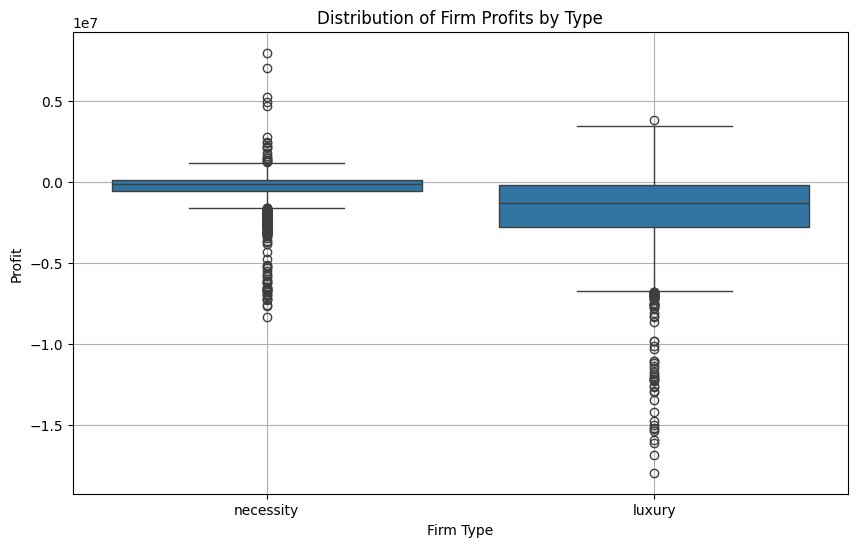 Distribution of Firm Profits by Type
1e7
0.5
0.0
−0.5
−1.0
−1.5
Profit
necessity
luxury
Firm Type